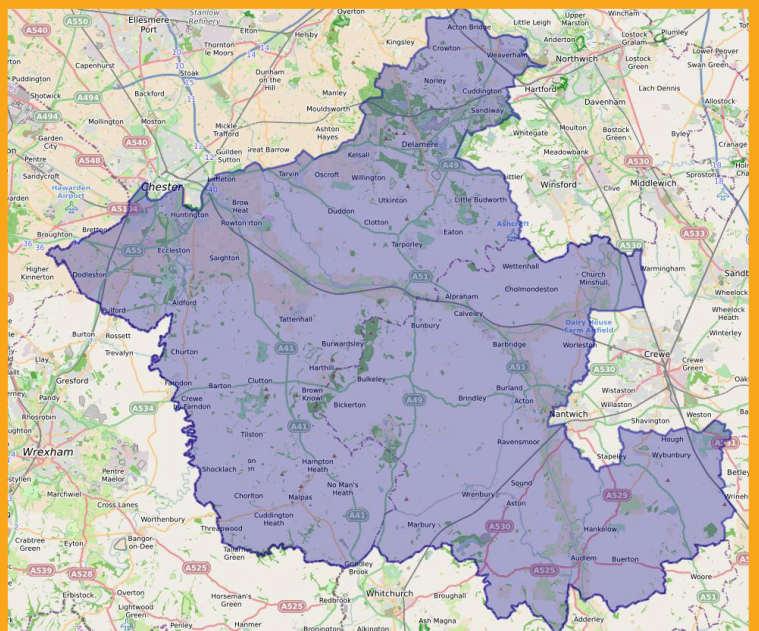 Ellesmere
Port
Stanlow
Refinery
Overton
Acton Bridge
Little Leigh
Upper
Marston
Wincham
Plumley
A540
A550
Elton
Helsby
Kingsley
Crowton
Anderton
Lostock
Gralam
Lower Peover
Thornton-
le Moors
Weaverham
Northwich
Lostock
Green
Swan Green
Capenhurst
Stoak
Dunham
on the
Hill
Norley
Hartford
Lach Dennis
Puddington
Manley
Cuddington
Davenham
Allostock
Shotwick
A494
Backford
Mouldsworth
Sandiway
A494
Mollington
Moston
Mickle
Trafford
Ashton
Hayes
Whitegate
Moulton
Bostock
Green
Byley
Cranage
Garden
City
A540
Delamere
Meadowbank
Pentre
A548
Guilden
Sutton
Great Barrow
Kelsall
A49
A530
Sandycroft
Tarvin
Oscroft
Willington
Winsford
Middlewich
Sproston
Hawarden
Airport
Chester
Littleton
Utkinton
Little Budworth
Clive
A5104
Huntington
Brow
Heat
Duddon
Clotton
Ashcroft
A533
Broughton
Rowton
Eaton
A530
A55
Eccleston
Saighton
Tarporley
Wettenhall
Church
Minshull
Warmingham
Higher
Kinnerton
Dodleston
A51
Cholmondeston
Pulford
Aldford
Alpraham
Wheelock
Heath
Tattenhall
Bunbury
Calveley
Dairy House
Farm Airfield
Winterley
Burton
Rossett
Burwardsley
Barbridge
Worleston
Trevalyn
A41
Churton
Crewe
Crewe
Green
Llay
Harthill
A51
A530
Gresford
Farndon
Barton
Clutton
Bulkeley
Burland
Wistaston
Pandy
Crewe
by Farndon
Brown
Knowl
A49
Brindley
Acton
Willaston
A534
Bickerton
Nantwich
Shavington
Weston
Rhosrobin
A41
Tilston
Ravensmoor
Hough
Wrexham
Stapeley
Wybunbury
Betley
Shocklach
Hampton
Heath
Pentre
Maelor
No Man's
Heath
Sound
Marchwiel
Chorlton
Malpas
Wrenbury
Aston
A529
Cross Lanes
Cuddington
Heath
A41
Worthenbury
Threapwood
Marbury
A530
Hankelow
Crabtree
Green
Eyton
Bangor-
on-Dee
Audlem
Buerton
A539
A528
A525
Grindley
Brook
A525
Woore
Erbistock
Overton
Horseman's
Green
Redbrook
Whitchurch
Broughall
A51
Lightwood
Green
A525
Penley
Hanmer
Bronington
Alkington
Ash Magna
Adderley